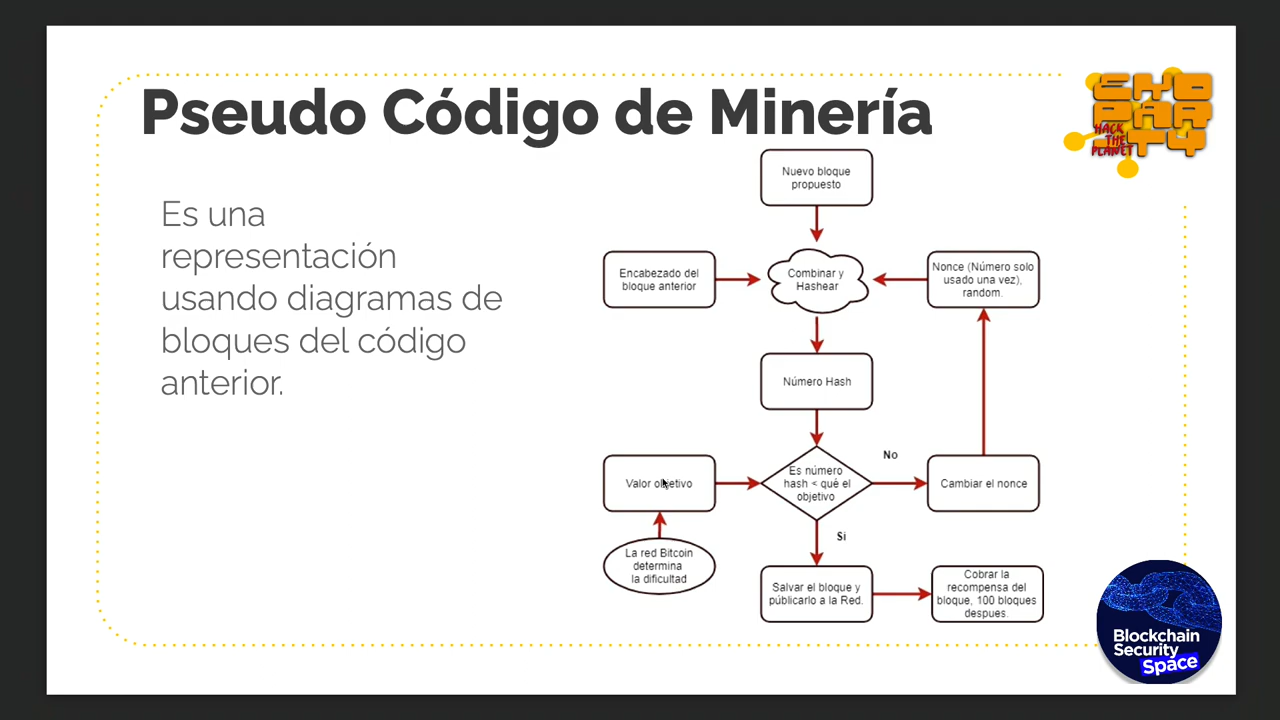 Pseudo Código de Minería
EKO
PAR
TY
HACK
THE
PLANET
Es una
representación
usando diagramas de
bloques del código
anterior.
Nuevo bloque
propuesto
Encabezado del
bloque anterior
Combinar y
Hashear
Nonce (Número solo
usado una vez),
random.
Número Hash
Valor objetivo
Es número
hash < qué el
objetivo
No
Cambiar el nonce
Si
La red Bitcoin
determina
la dificultad
Salvar el bloque y
públicarlo a la Red.
Cobrar la
recompensa del
bloque, 100 bloques
despues.
Blockchain
Security
Space